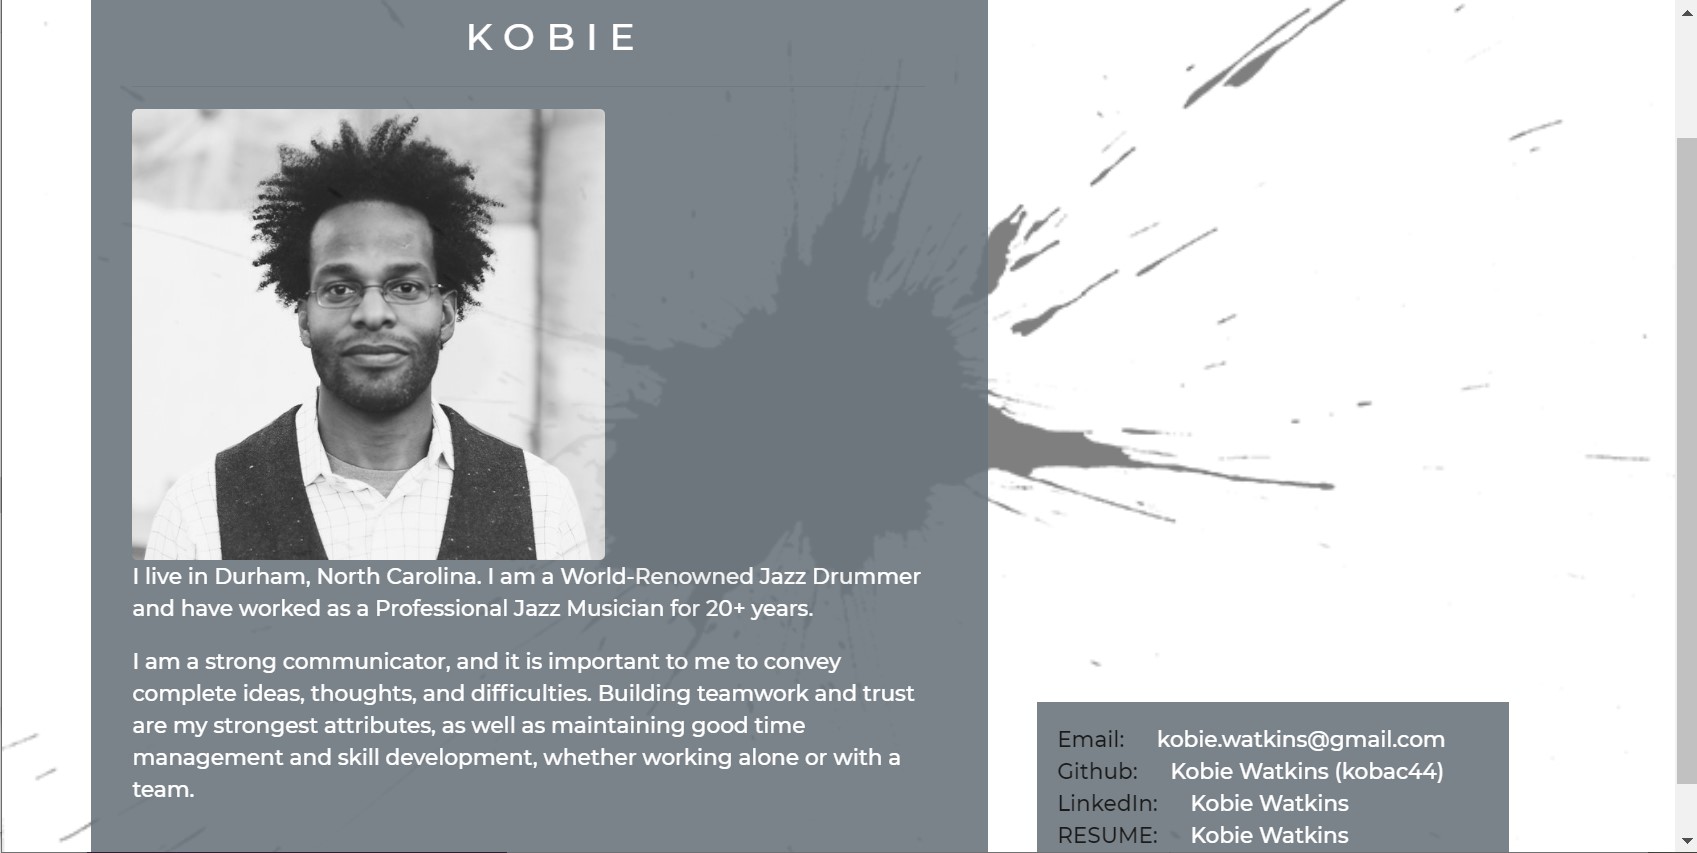 KOBIE
I live in Durham, North Carolina. I am a World-Renowned Jazz Drummer
and have worked as a Professional Jazz Musician for 20+ years.
I am a strong communicator, and it is important to me to convey
complete ideas, thoughts, and difficulties. Building teamwork and trust
are my strongest attributes, as well as maintaining good time
management and skill development, whether working alone or with a
team.
Email: kobie.watkins@gmail.com
Github: Kobie Watkins (kobac44)
LinkedIn: Kobie Watkins
RESUME: Kobie Watkins